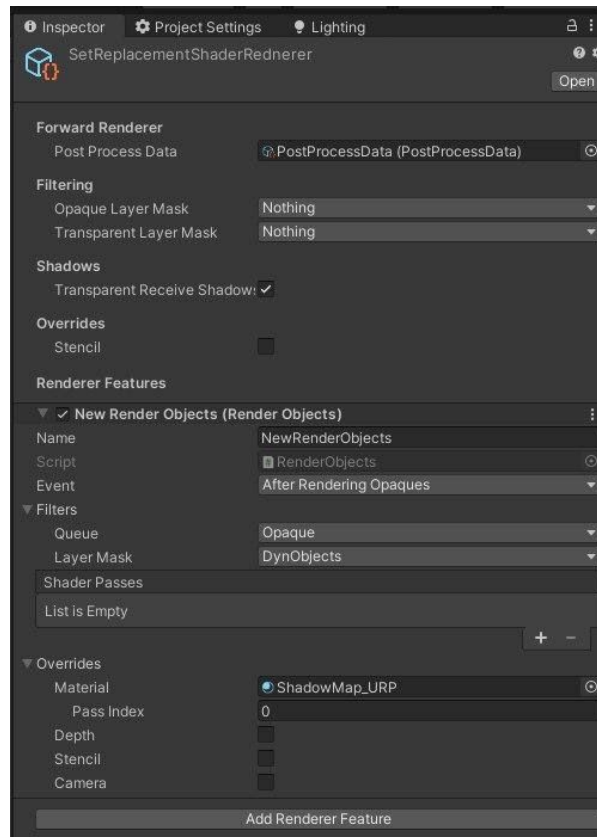 Inspector Project Settings Lighting
SetReplacementShaderRednerer
Open
Forward Renderer
Post Process Data PostProcessData (PostProcessData)
Filtering
Opaque Layer Mask Nothing
Transparent Layer Mask Nothing
Shadows
Transparent Receive Shadow
Overrides
Stencil
Renderer Features
New Render Objects (Render Objects)
Name NewRenderObjects
Script RenderObjects
Event After Rendering Opaques
Filters
Queue Opaque
Layer Mask DynObjects
Shader Passes
List is Empty
+ −
Overrides
Material ShadowMap_URP
Pass Index 0
Depth
Stencil
Camera
Add Renderer Feature